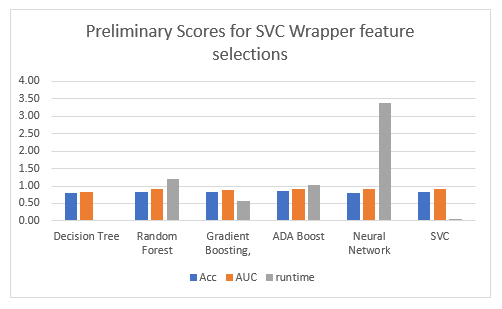 Preliminary Scores for SVC Wrapper feature
selections
4.00
3.50
3.00
2.50
2.00
1.50
1.00
0.50
0.00
Decision Tree
Random
Forest
Gradient
Boosting,
ADA Boost
Neural
Network
SVC
Acc
AUC
runtime